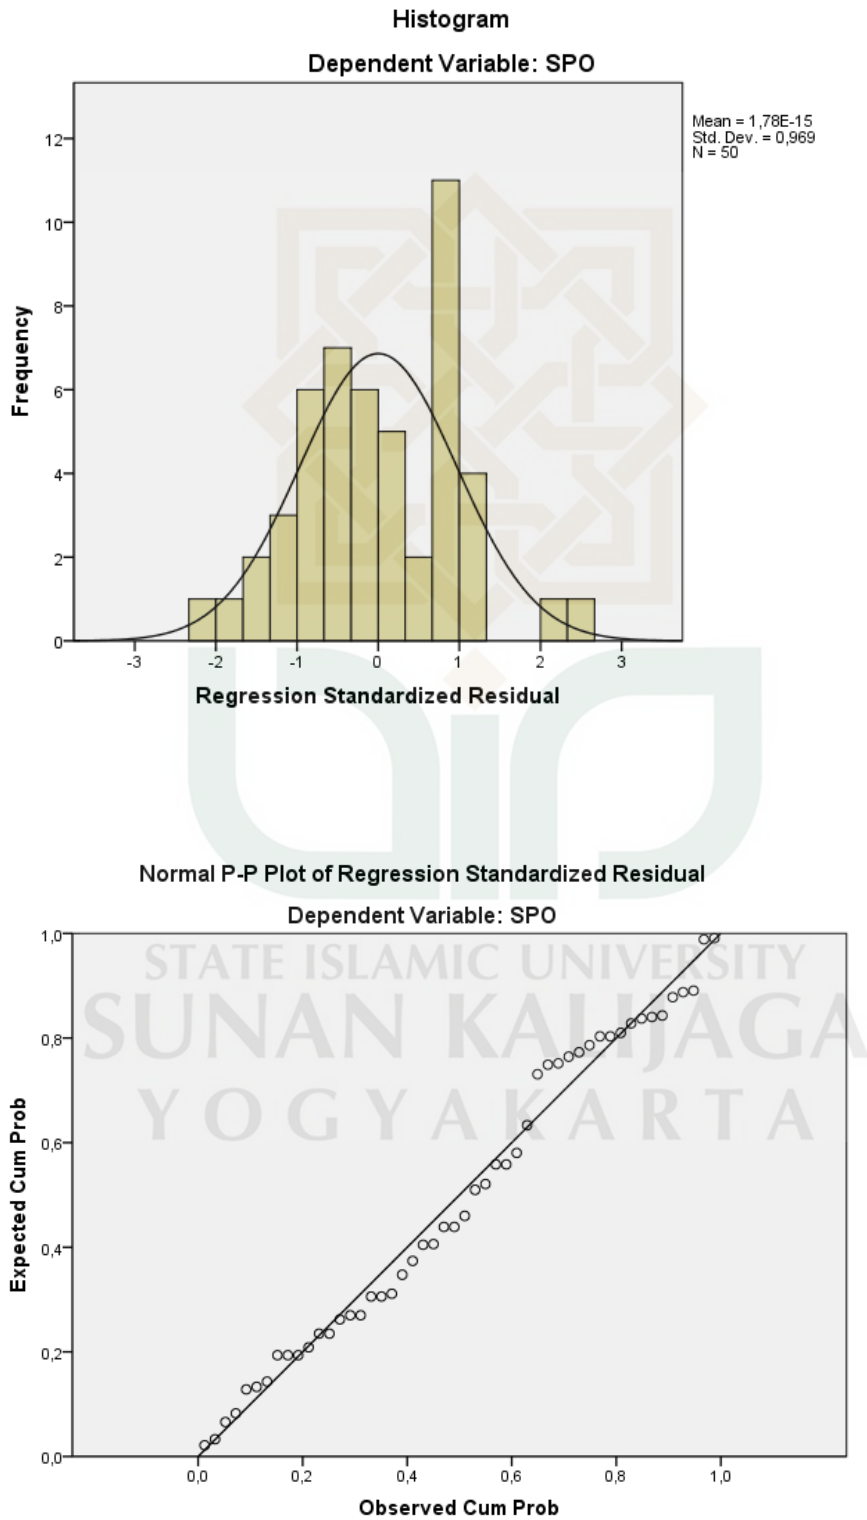 Histogram
Dependent Variable: SPO
Mean = 1,78E-15
Std. Dev. = 0,969
N = 50
12
10
8
6
4
2
0
Frequency
-3 -2 -1 0 1 2 3
Regression Standardized Residual
Normal P-P Plot of Regression Standardized Residual
Dependent Variable: SPO
STATE ISLAMIC UNIVERSITY
SUNAN KALIJAGA
YOGYAKARTA
1,0
0,8
0,6
0,4
0,2
0,0
Expected Cum Prob
0,0 0,2 0,4 0,6 0,8 1,0
Observed Cum Prob